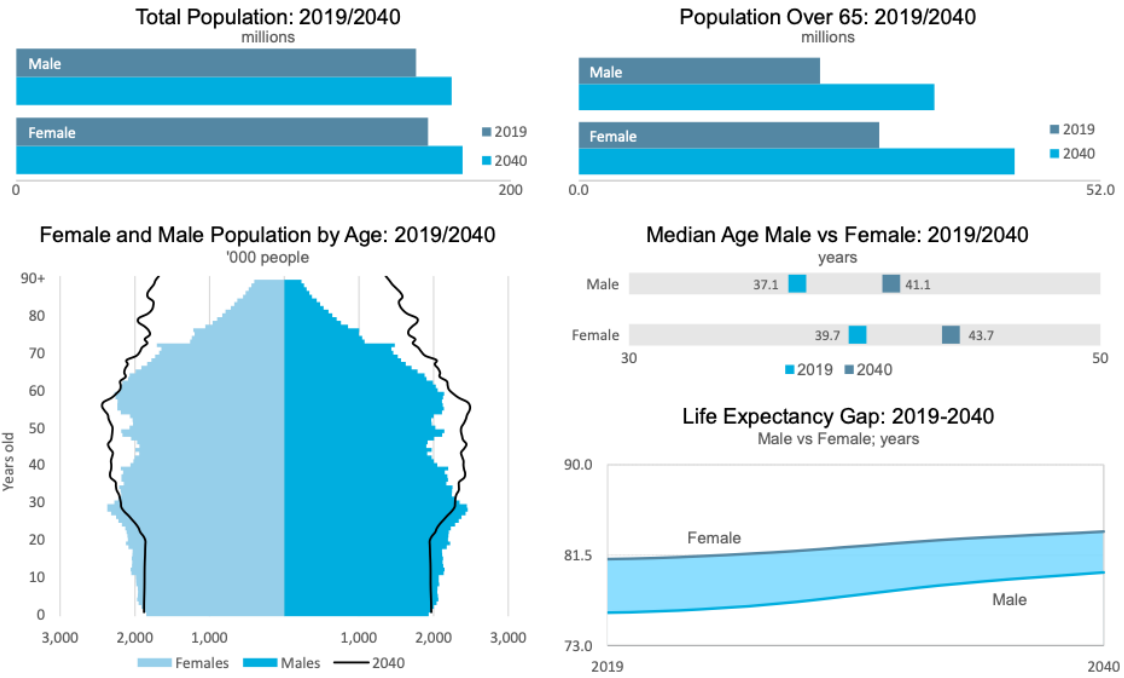 Total Population: 2019/2040
millions
Male
Female
2019
2040
0
200
Population Over 65: 2019/2040
millions
Male
Female
2019
2040
0.0
52.0
Female and Male Population by Age: 2019/2040
'000 people
Years old
90+
80
70
60
50
40
30
20
10
0
3,000
2,000
1,000
1,000
2,000
3,000
Females
Males
2040
Median Age Male vs Female: 2019/2040
years
Male
37.1
41.1
Female
39.7
43.7
30
50
2019
2040
Life Expectancy Gap: 2019-2040
Male vs Female; years
90.0
Female
81.5
Male
73.0
2019
2040